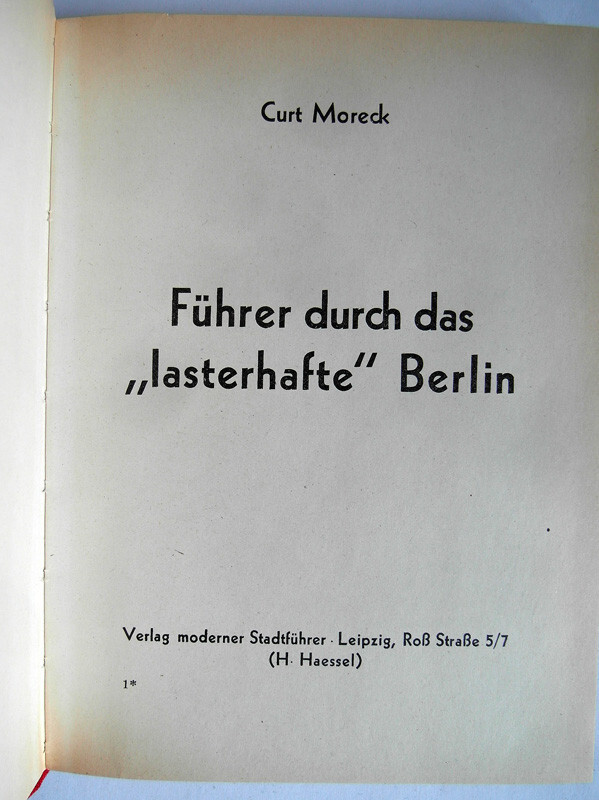 Curt Moreck
Führer durch das
„lasterhafte“ Berlin
Verlag moderner Stadtführer · Leipzig, Roß Straße 5/7
(H. Haessel)
1*